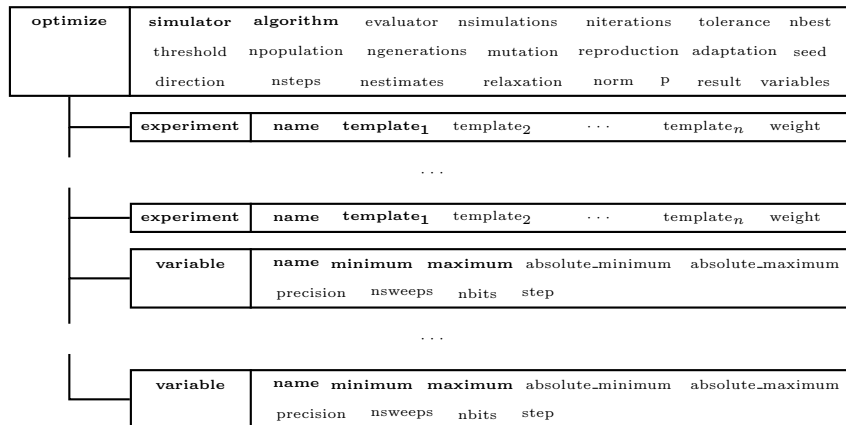 optimize simulator algorithm evaluator nsimulations niterations tolerance nbest
threshold npopulation ngenerations mutation reproduction adaptation seed
direction nsteps nestimates relaxation norm p result variables
experiment name template₁ template₂ ··· templateₙ weight
···
experiment name template₁ template₂ ··· templateₙ weight
variable name minimum maximum absolute_minimum absolute_maximum
precision nsweeps nbits step
···
variable name minimum maximum absolute_minimum absolute_maximum
precision nsweeps nbits step